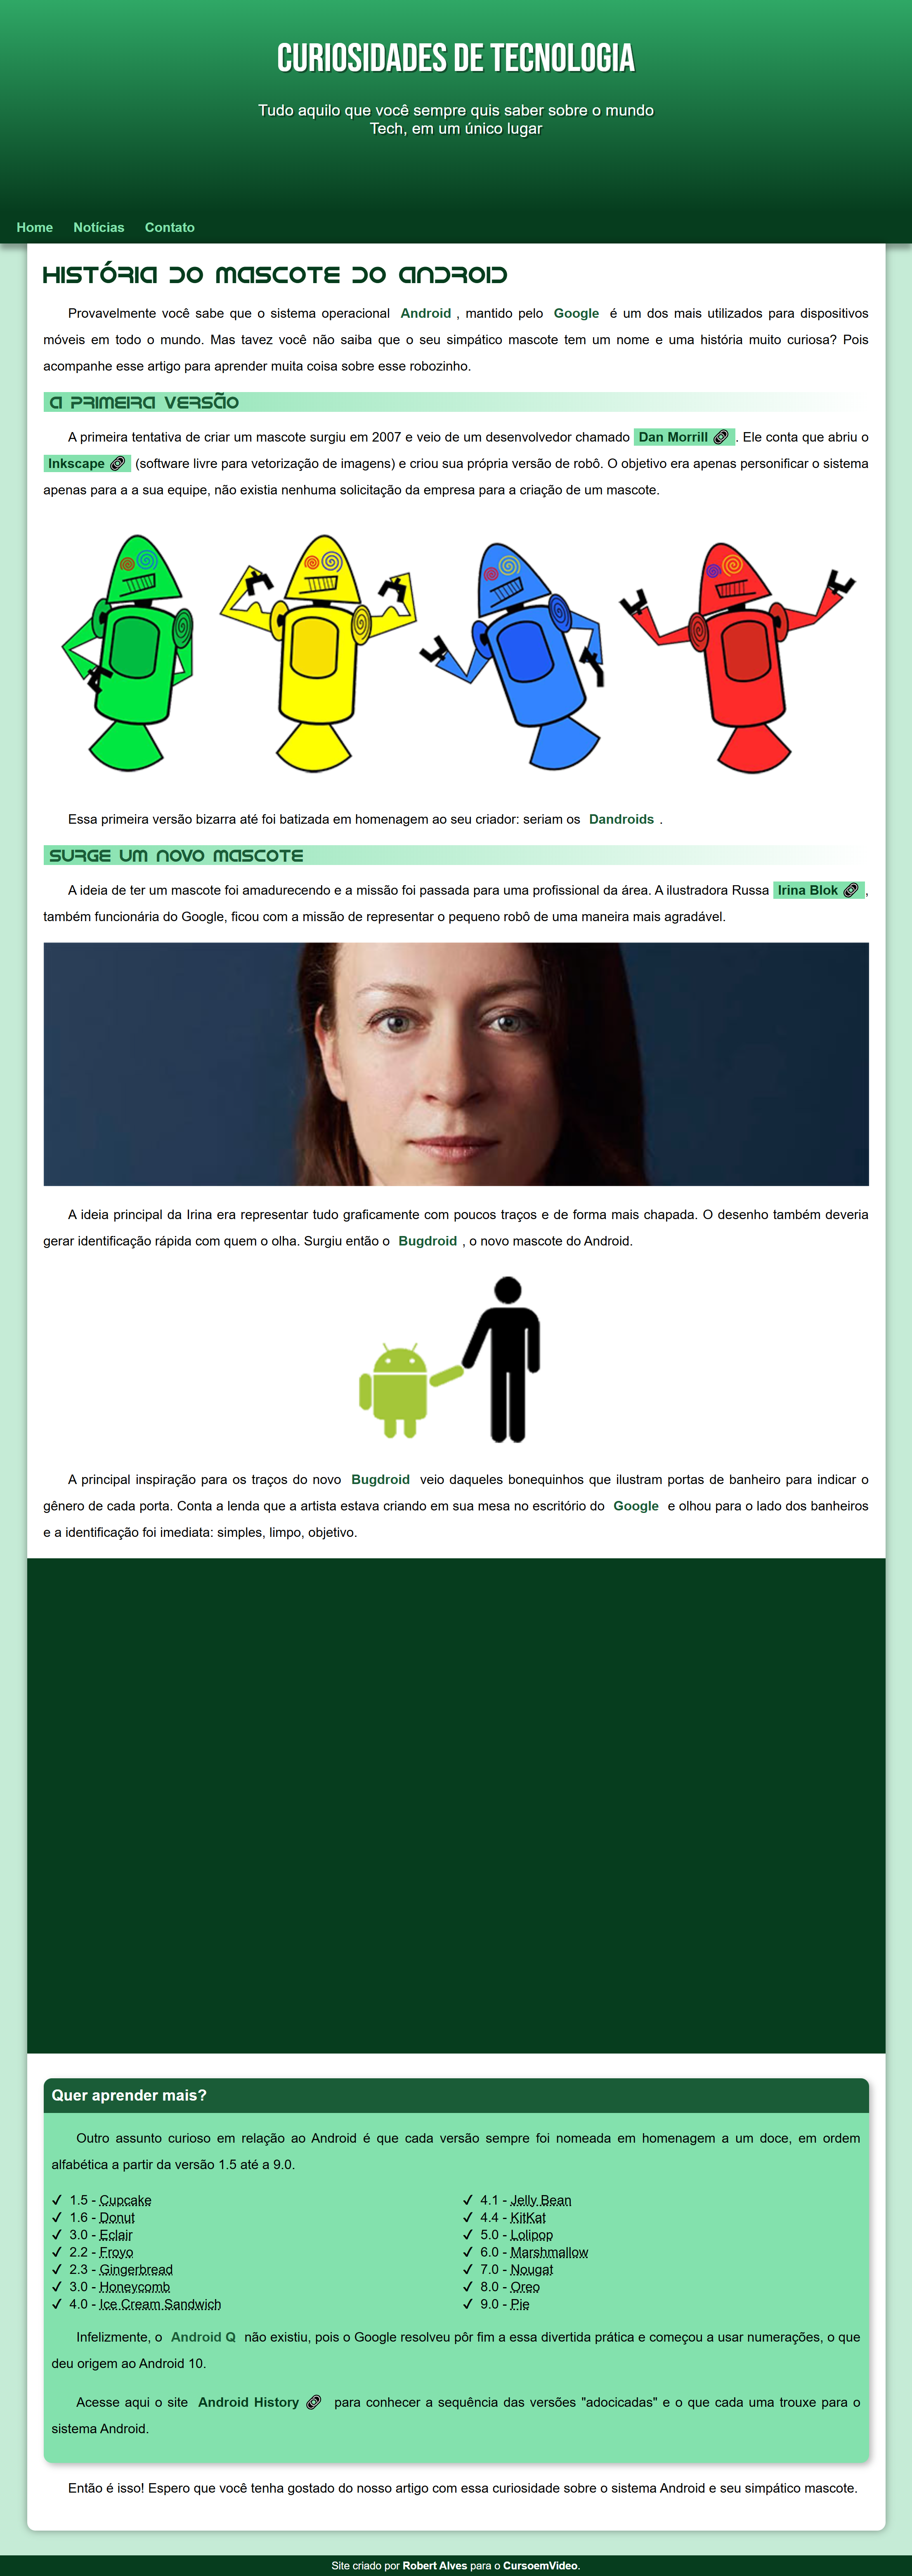 CURIOSIDADES DE TECNOLOGIA
Tudo aquilo que você sempre quis saber sobre o mundo
Tech, em um único lugar
Home Notícias Contato
HISTÓRIA DO MASCOTE DO ANDROID
Provavelmente você sabe que o sistema operacional Android , mantido pelo Google é um dos mais utilizados para dispositivos
móveis em todo o mundo. Mas tavez você não saiba que o seu simpático mascote tem um nome e uma história muito curiosa? Pois
acompanhe esse artigo para aprender muita coisa sobre esse robozinho.
A PRIMEIRA VERSÃO
A primeira tentativa de criar um mascote surgiu em 2007 e veio de um desenvolvedor chamado Dan Morrill . Ele conta que abriu o
Inkscape (software livre para vetorização de imagens) e criou sua própria versão de robô. O objetivo era apenas personificar o sistema
apenas para a a sua equipe, não existia nenhuma solicitação da empresa para a criação de um mascote.
Essa primeira versão bizarra até foi batizada em homenagem ao seu criador: seriam os Dandroids .
SURGE UM NOVO MASCOTE
A ideia de ter um mascote foi amadurecendo e a missão foi passada para uma profissional da área. A ilustradora Russa Irina Blok ,
também funcionária do Google, ficou com a missão de representar o pequeno robô de uma maneira mais agradável.
A ideia principal da Irina era representar tudo graficamente com poucos traços e de forma mais chapada. O desenho também deveria
gerar identificação rápida com quem o olha. Surgiu então o Bugdroid , o novo mascote do Android.
A principal inspiração para os traços do novo Bugdroid veio daqueles bonequinhos que ilustram portas de banheiro para indicar o
gênero de cada porta. Conta a lenda que a artista estava criando em sua mesa no escritório do Google e olhou para o lado dos banheiros
e a identificação foi imediata: simples, limpo, objetivo.
Quer aprender mais?
Outro assunto curioso em relação ao Android é que cada versão sempre foi nomeada em homenagem a um doce, em ordem
alfabética a partir da versão 1.5 até a 9.0.
✓ 1.5 - Cupcake
✓ 1.6 - Donut
✓ 3.0 - Eclair
✓ 2.2 - Froyo
✓ 2.3 - Gingerbread
✓ 3.0 - Honeycomb
✓ 4.0 - Ice Cream Sandwich
✓ 4.1 - Jelly Bean
✓ 4.4 - KitKat
✓ 5.0 - Lolipop
✓ 6.0 - Marshmallow
✓ 7.0 - Nougat
✓ 8.0 - Oreo
✓ 9.0 - Pie
Infelizmente, o Android Q não existiu, pois o Google resolveu pôr fim a essa divertida prática e começou a usar numerações, o que
deu origem ao Android 10.
Acesse aqui o site Android History para conhecer a sequência das versões "adocicadas" e o que cada uma trouxe para o
sistema Android.
Então é isso! Espero que você tenha gostado do nosso artigo com essa curiosidade sobre o sistema Android e seu simpático mascote.
Site criado por Robert Alves para o CursoemVideo.